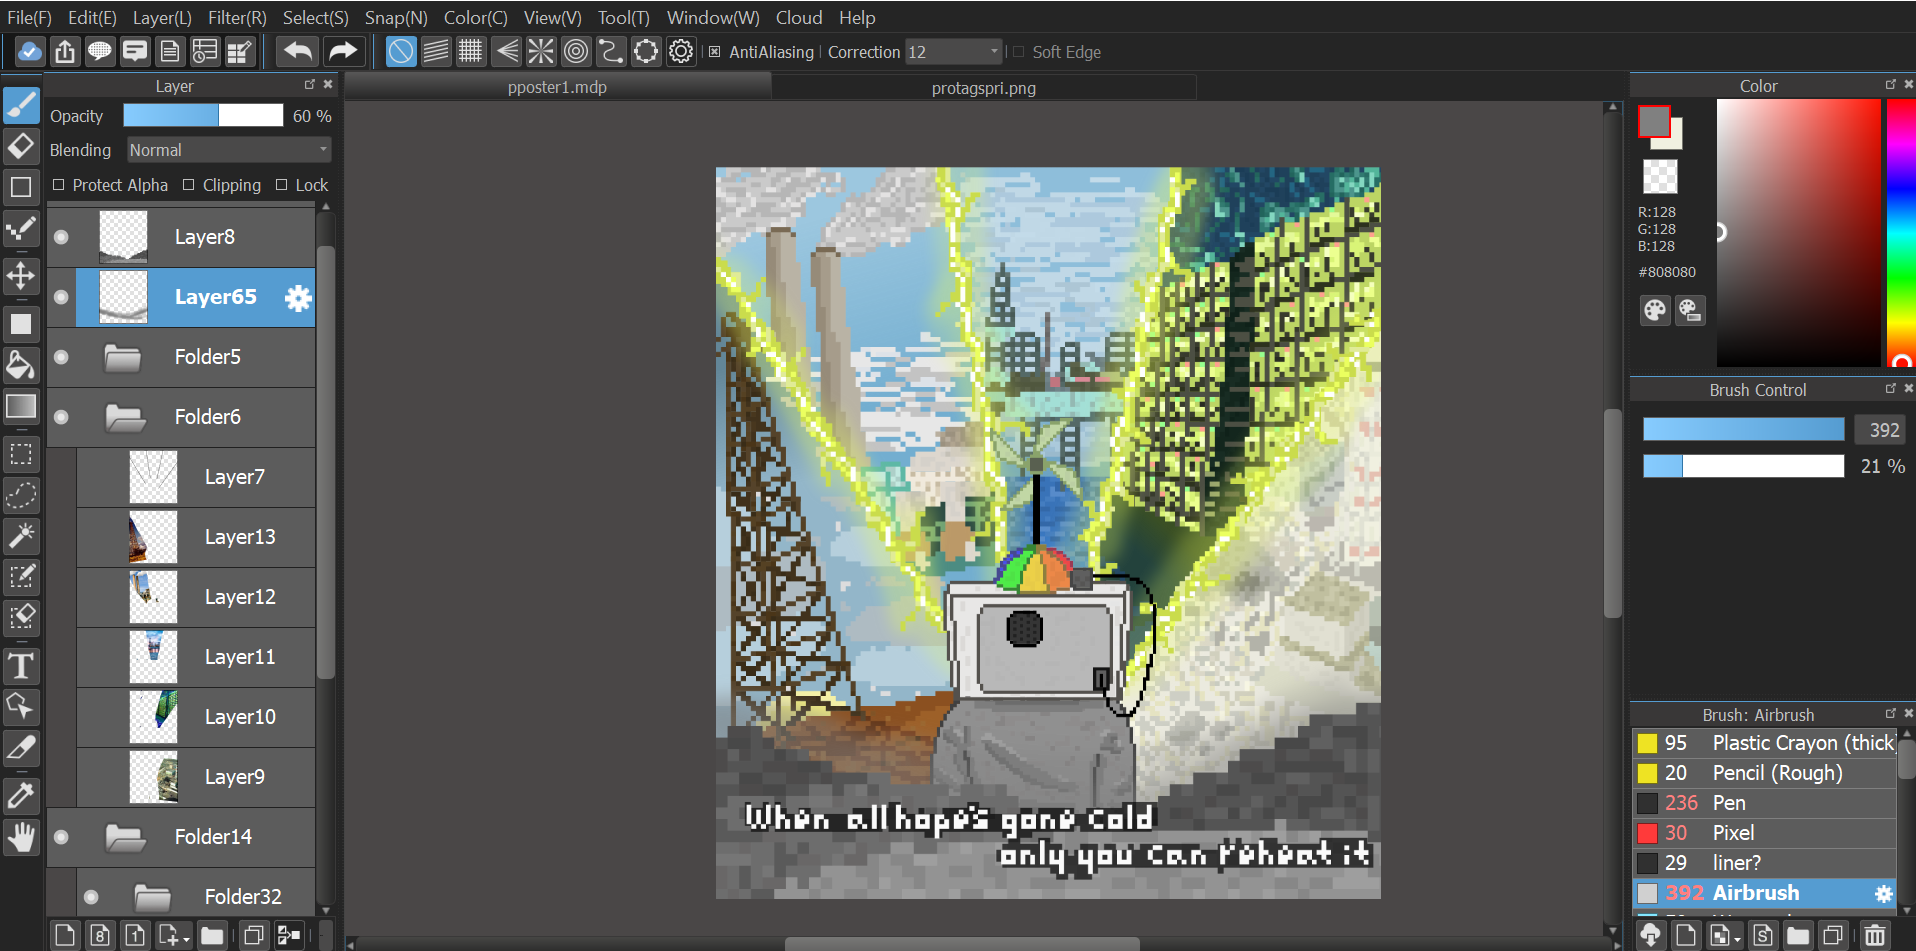 File(F) Edit(E) Layer(L) Filter(R) Select(S) Snap(N) Color(C) View(V) Tool(T) Window(W) Cloud Help
AntiAliasing Correction 12 Soft Edge
Layer
Opacity 60 %
Blending Normal
Protect Alpha Clipping Lock
Layer8
Layer65
Folder5
Folder6
Layer7
Layer13
Layer12
Layer11
Layer10
Layer9
Folder14
Folder32
8 1
T
pposter1.mdp protagspri.png
When all hope's gone cold
only you can reheat it
Color
R:128
G:128
B:128
#808080
Brush Control
392
21 %
Brush: Airbrush
95 Plastic Crayon (thick)
20 Pencil (Rough)
236 Pen
30 Pixel
29 liner?
392 Airbrush
S